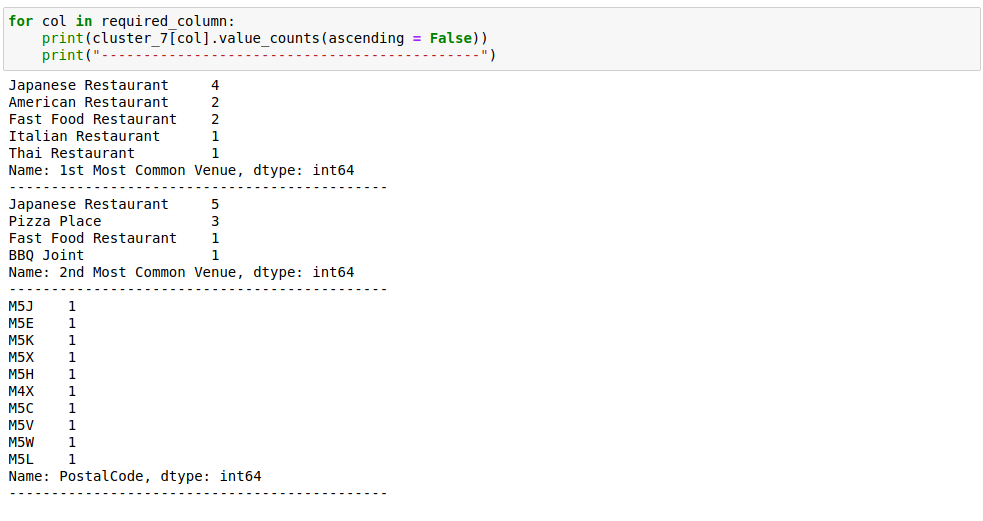 for col in required_column:
    print(cluster_7[col].value_counts(ascending = False))
    print("---------------------------------------------")
Japanese Restaurant     4
American Restaurant     2
Fast Food Restaurant    2
Italian Restaurant      1
Thai Restaurant         1
Name: 1st Most Common Venue, dtype: int64
---------------------------------------------
Japanese Restaurant     5
Pizza Place             3
Fast Food Restaurant    1
BBQ Joint               1
Name: 2nd Most Common Venue, dtype: int64
---------------------------------------------
M5J    1
M5E    1
M5K    1
M5X    1
M5H    1
M4X    1
M5C    1
M5V    1
M5W    1
M5L    1
Name: PostalCode, dtype: int64
---------------------------------------------